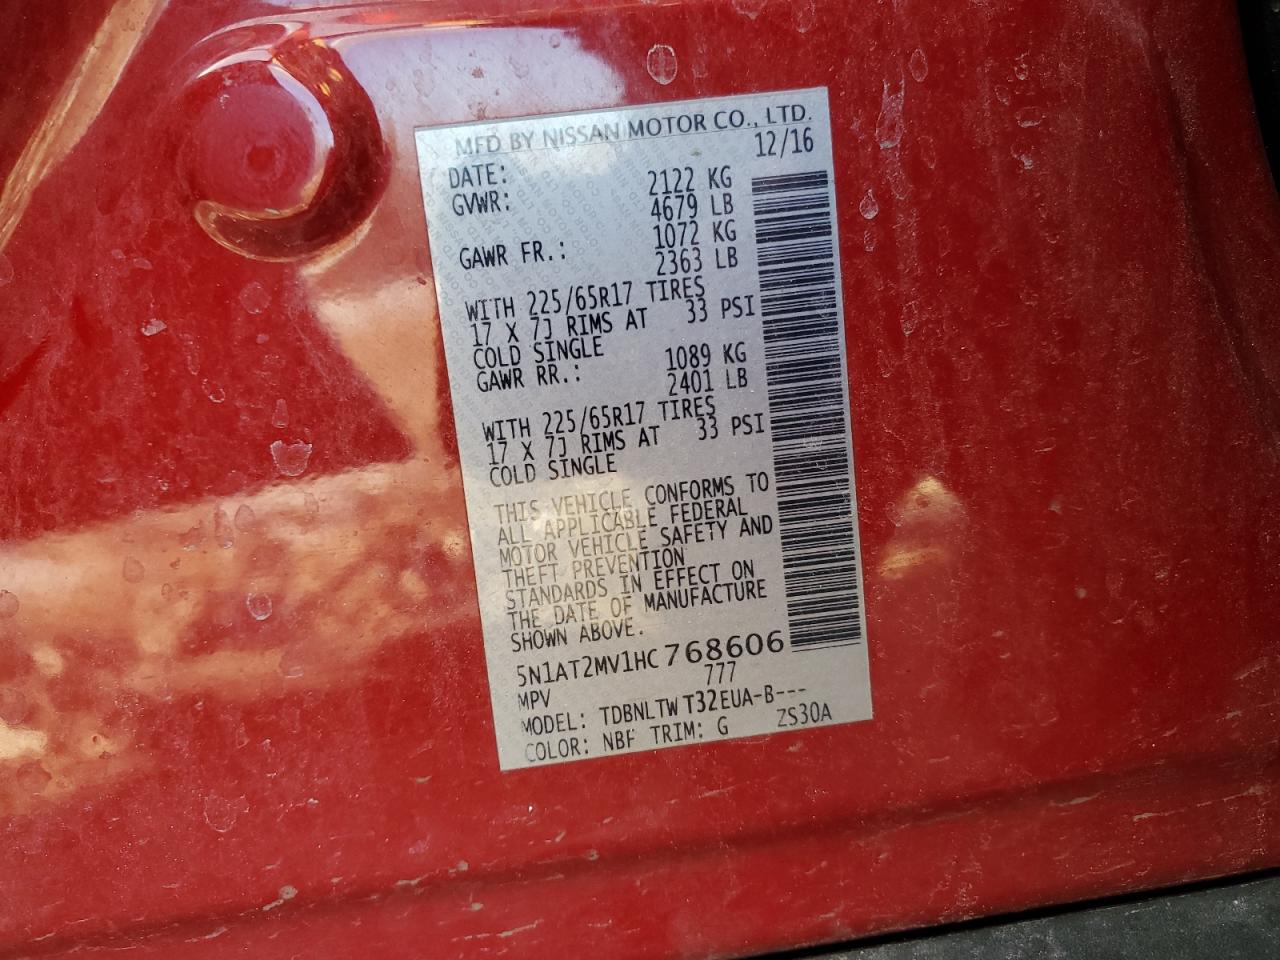 MFD BY NISSAN MOTOR CO., LTD.
DATE: 12/16
GVWR: 2122 KG
4679 LB
GAWR FR.: 1072 KG
2363 LB
WITH 225/65R17 TIRES
17 X 7J RIMS AT 33 PSI
COLD SINGLE
GAWR RR.: 1089 KG
2401 LB
WITH 225/65R17 TIRES
17 X 7J RIMS AT 33 PSI
COLD SINGLE
THIS VEHICLE CONFORMS TO
ALL APPLICABLE FEDERAL
MOTOR VEHICLE SAFETY AND
THEFT PREVENTION
STANDARDS IN EFFECT ON
THE DATE OF MANUFACTURE
SHOWN ABOVE.
5N1AT2MV1HC768606
MPV 777
MODEL: TDBNLTW T32EUA-B---
COLOR: NBF TRIM: G ZS30A